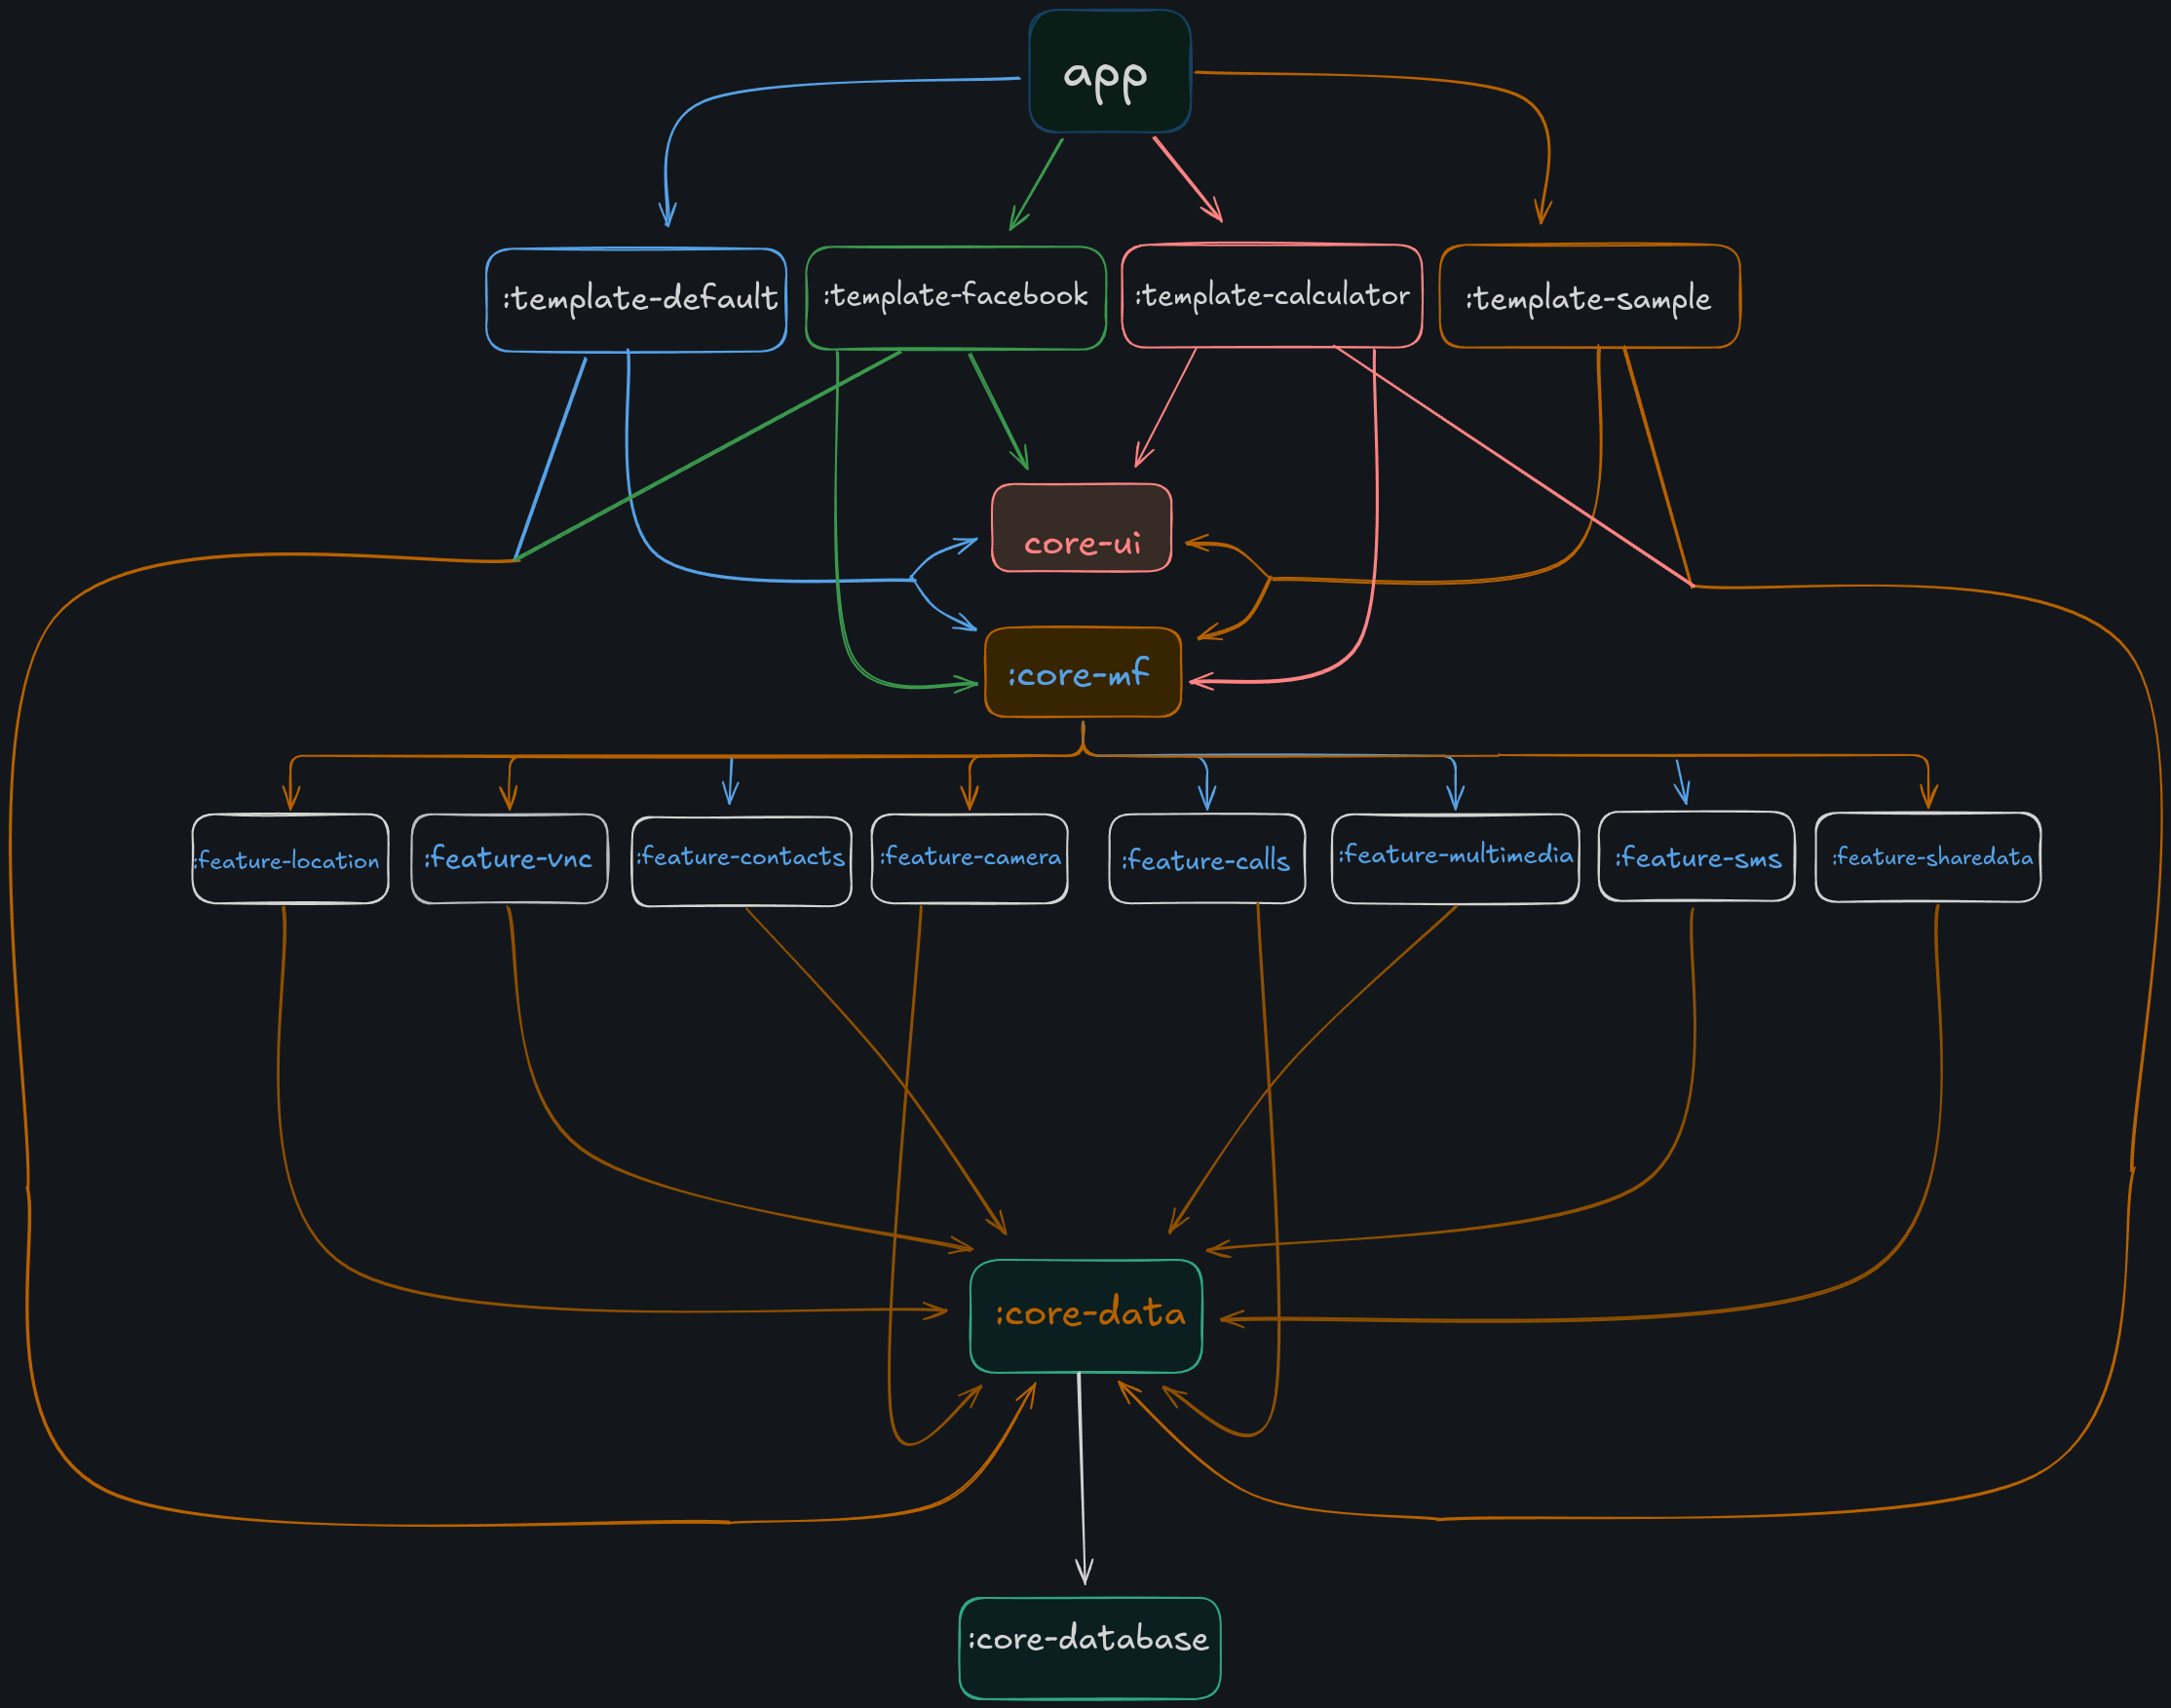 app
:template-default
:template-facebook
:template-calculator
:template-sample
core-ui
:core-mf
:feature-location
:feature-vnc
:feature-contacts
:feature-camera
:feature-calls
:feature-multimedia
:feature-sms
:feature-sharedata
:core-data
:core-database